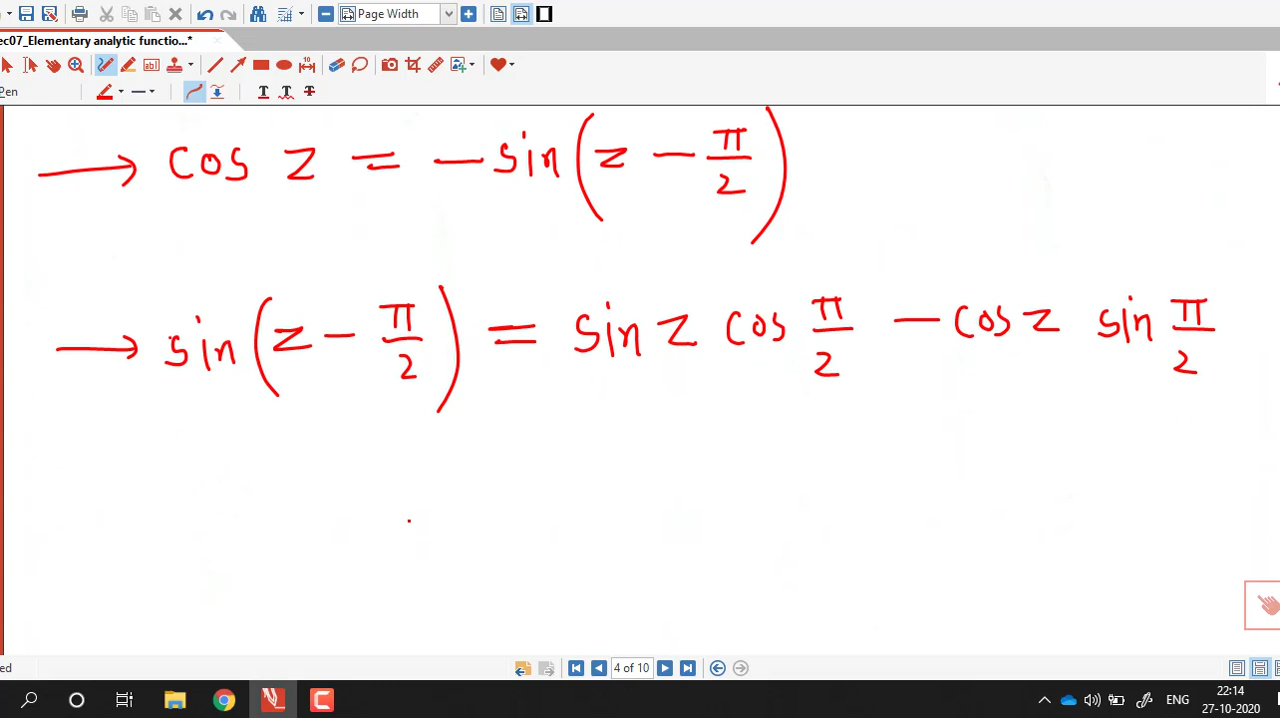 Page Width
ec07_Elementary analytic functio...*
Pen
→ cos z = - sin(z - π/2)
→ sin(z - π/2) = sin z cos π/2 - cos z sin π/2
ed
4 of 10
ENG
22:14
27-10-2020